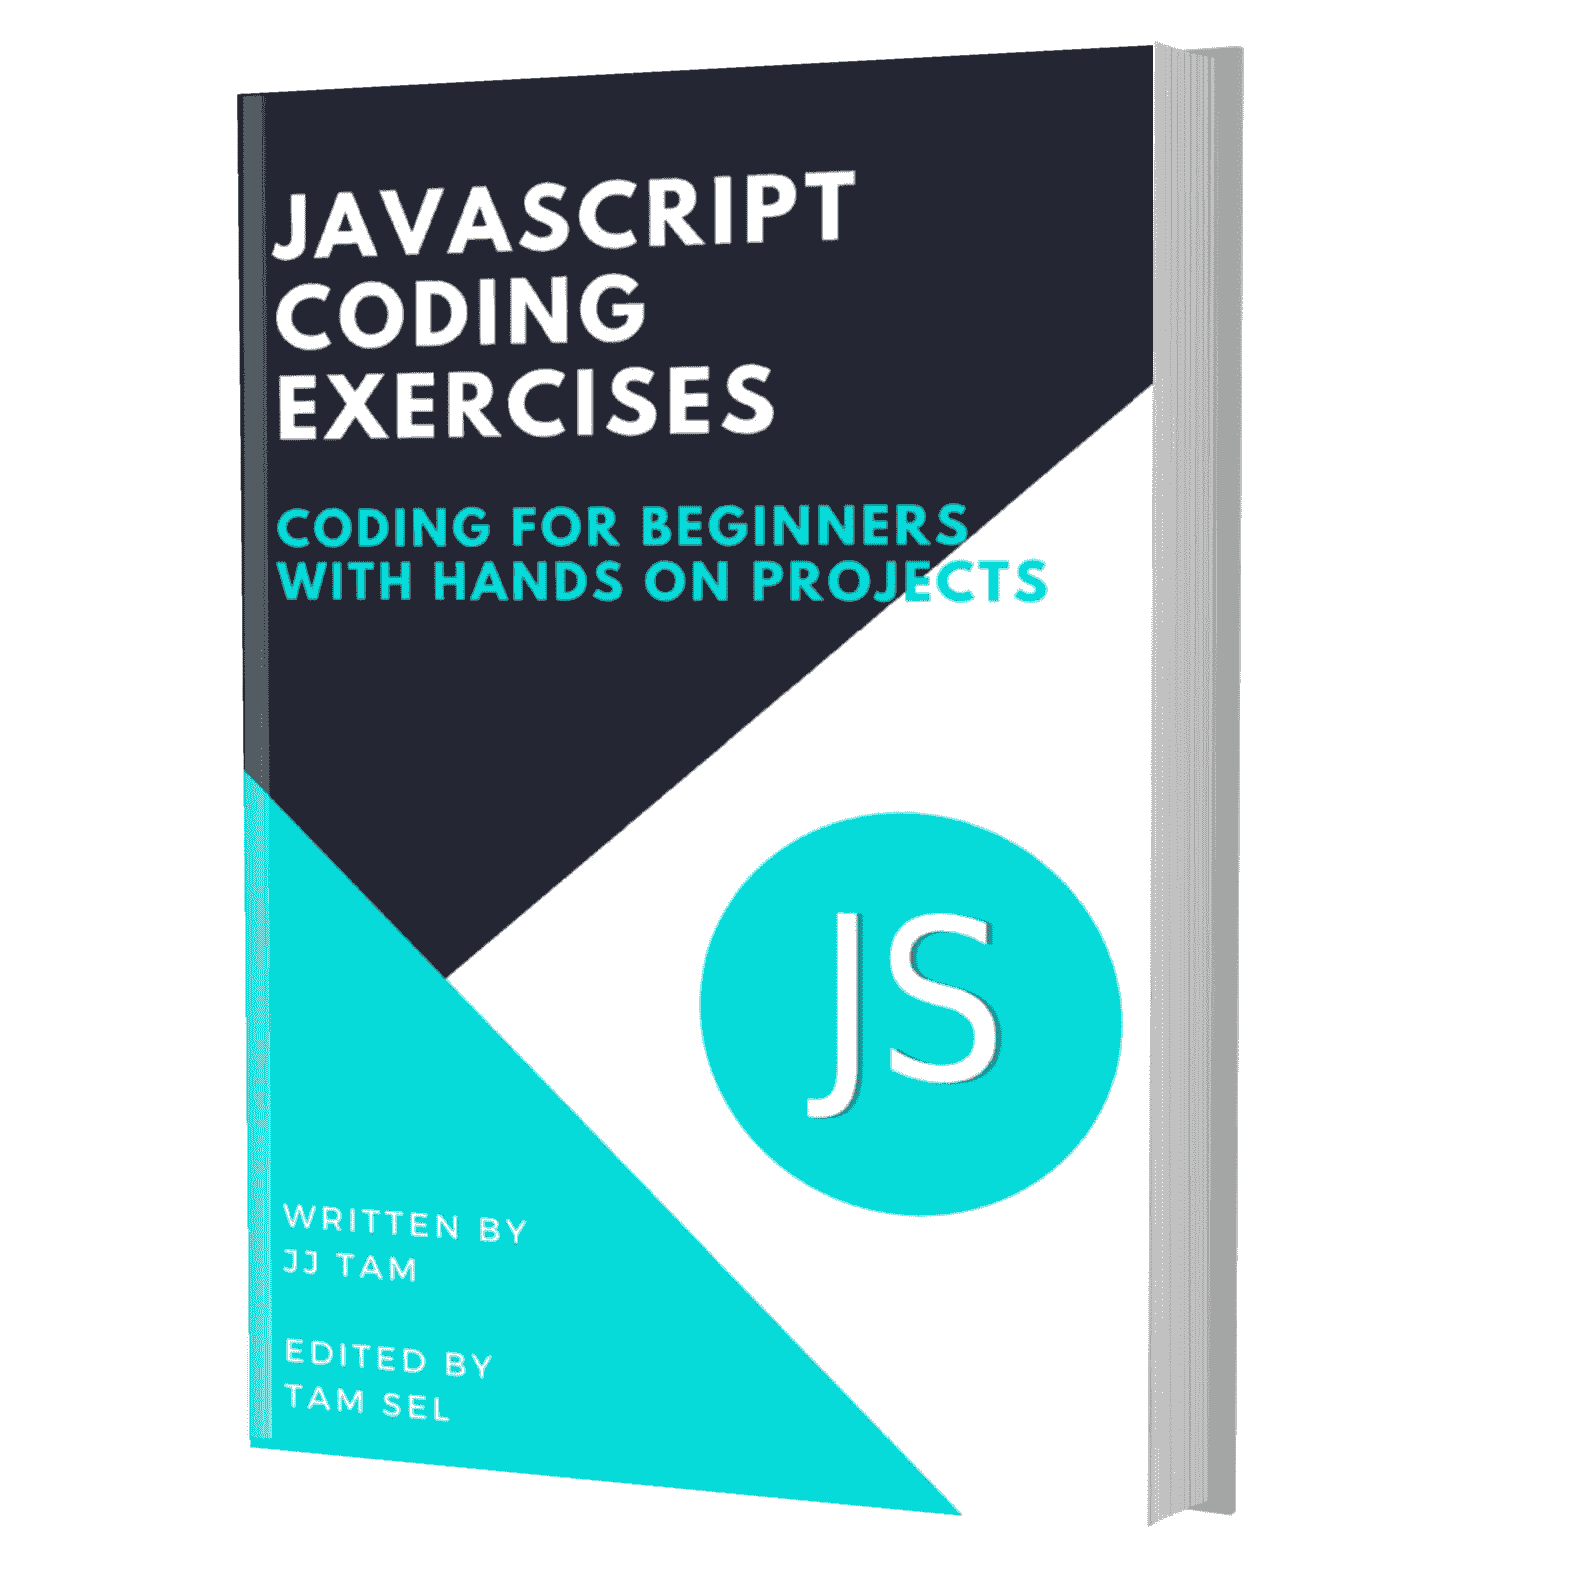 JAVASCRIPT
CODING
EXERCISES
CODING FOR BEGINNERS
WITH HANDS ON PROJECTS
JS
WRITTEN BY
JJ TAM
EDITED BY
TAM SEL